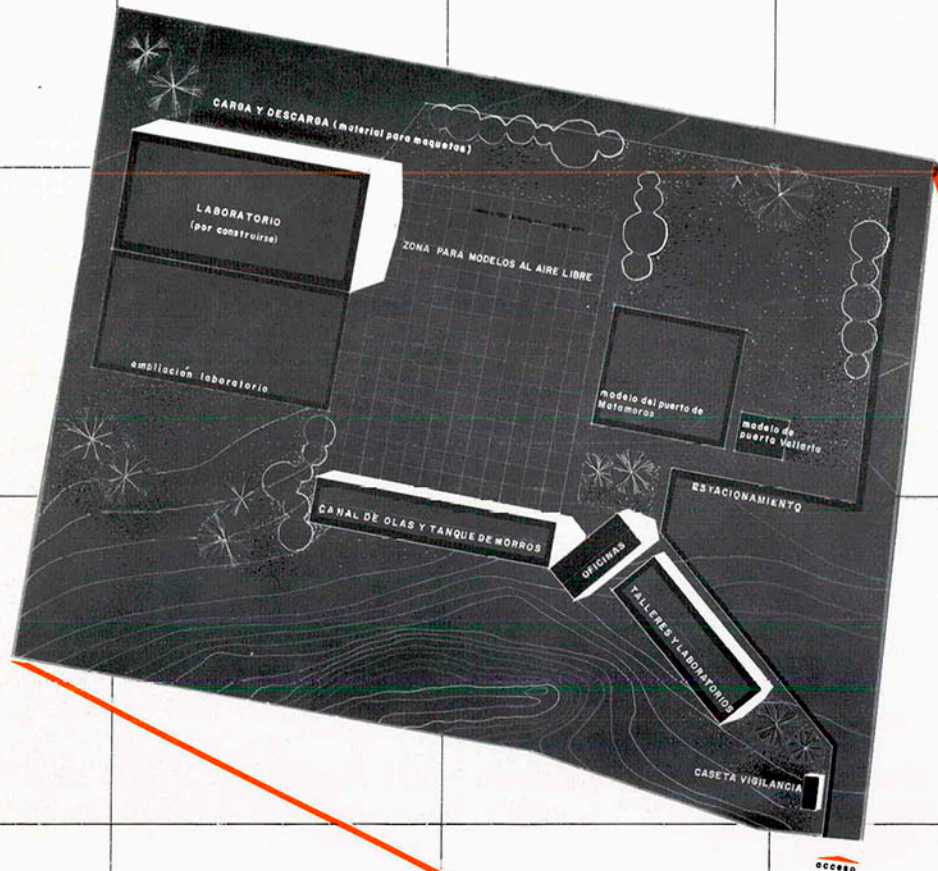 CARGA Y DESCARGA (material para maquetas)
LABORATORIO
(por construirse)
ZONA PARA MODELOS AL AIRE LIBRE
ampliación laboratorio
modelo del puerto de
Matamoros
modelo de
puerto Vallarta
ESTACIONAMIENTO
CANAL DE OLAS Y TANQUE DE MORROS
OFICINAS
TALLERES Y LABORATORIOS
CASETA VIGILANCIA
acceso